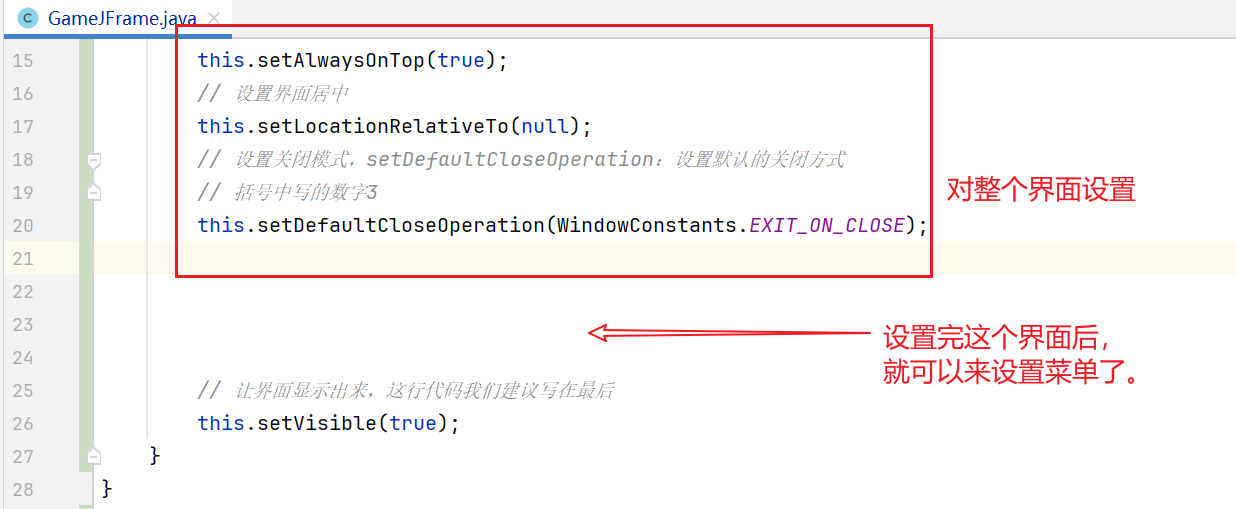 GameJFrame.java
15 this.setAlwaysOnTop(true);
16 // 设置界面居中
17 this.setLocationRelativeTo(null);
18 // 设置关闭模式，setDefaultCloseOperation：设置默认的关闭方式
19 // 括号中写的数字3
对整个界面设置
20 this.setDefaultCloseOperation(WindowConstants.EXIT_ON_CLOSE);
21
22
23
设置完这个界面后，
就可以来设置菜单了。
24
25 // 让界面显示出来，这行代码我们建议写在最后
26 this.setVisible(true);
27 }
28 }